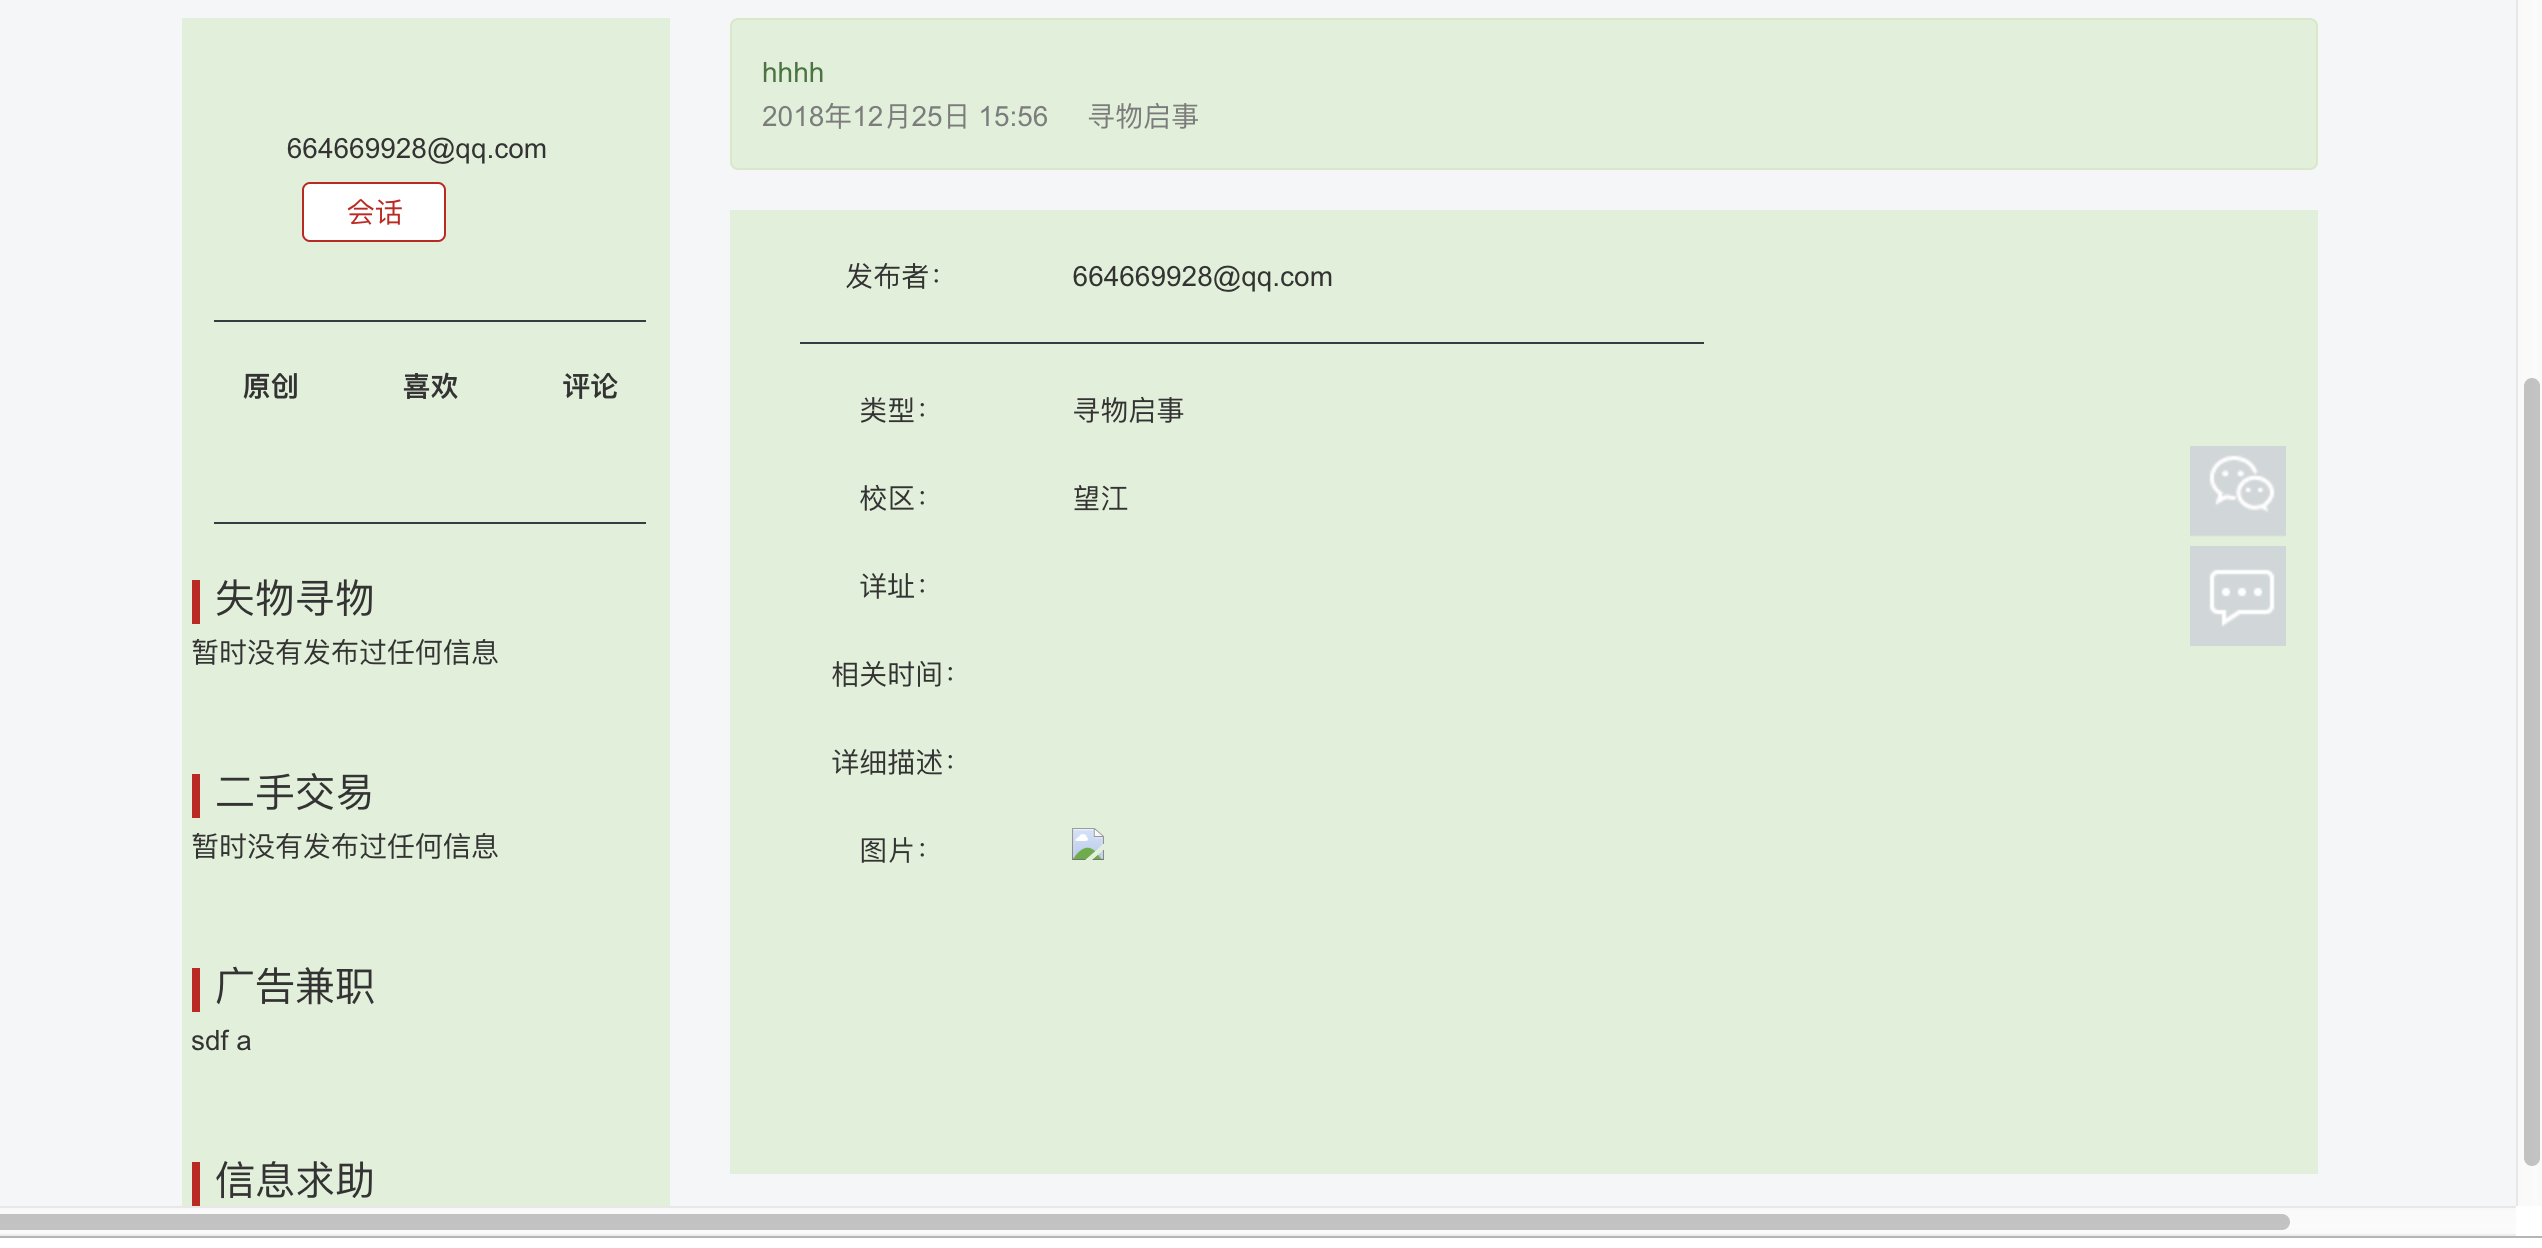 664669928@qq.com
会话
原创 喜欢 评论
失物寻物
暂时没有发布过任何信息
二手交易
暂时没有发布过任何信息
广告兼职
sdf a
信息求助
hhhh
2018年12月25日 15:56 寻物启事
发布者: 664669928@qq.com
类型: 寻物启事
校区: 望江
详址:
相关时间:
详细描述:
图片: